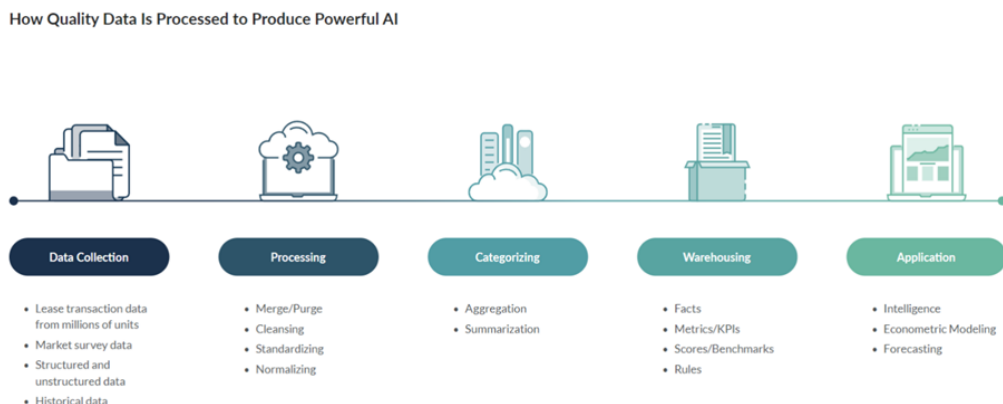 How Quality Data Is Processed to Produce Powerful AI
Data Collection
Lease transaction data
from millions of units
Market survey data
Structured and
unstructured data
Historical data
Processing
Merge/Purge
Cleansing
Standardizing
Normalizing
Categorizing
Aggregation
Summarization
Warehousing
Facts
Metrics/KPIs
Scores/Benchmarks
Rules
Application
Intelligence
Econometric Modeling
Forecasting